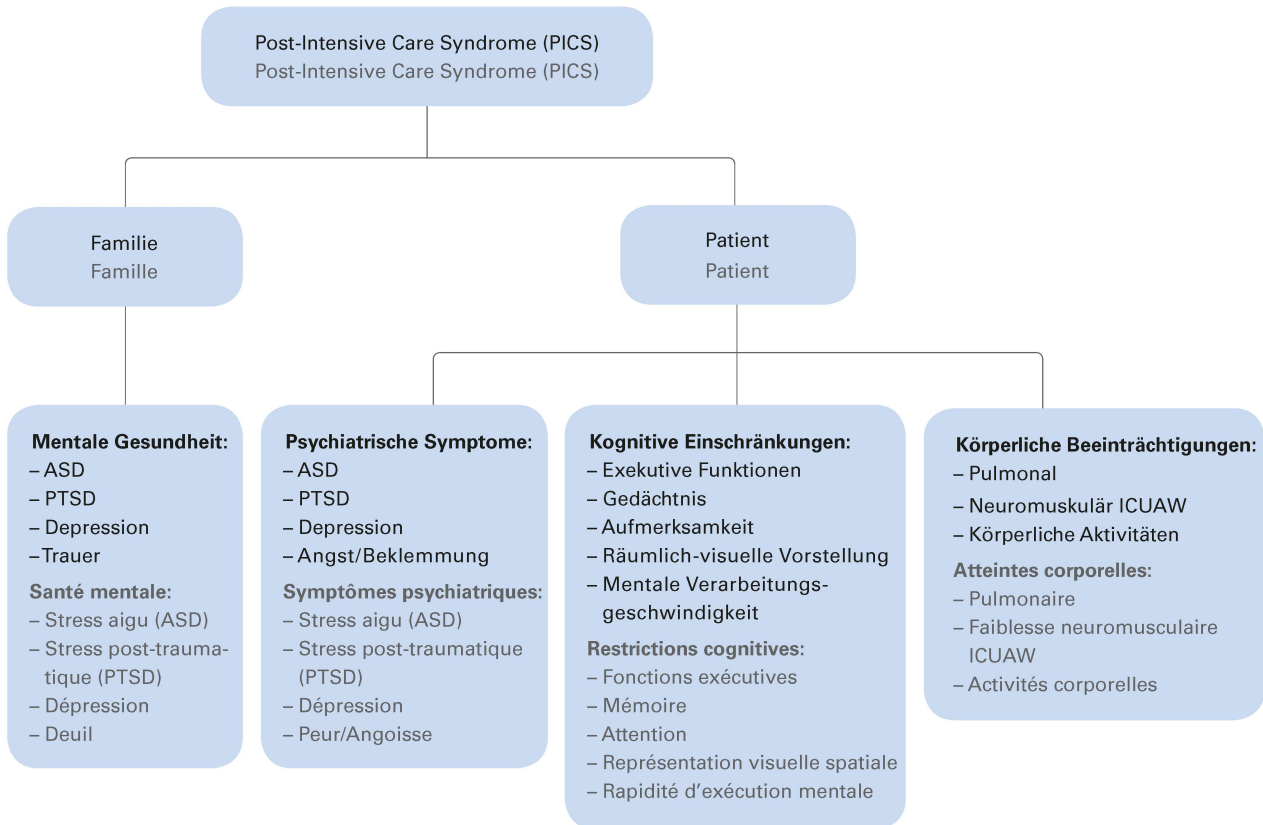 Post-Intensive Care Syndrome (PICS)
Post-Intensive Care Syndrome (PICS)
Familie
Famille
Patient
Patient
Mentale Gesundheit:
– ASD
– PTSD
– Depression
– Trauer
Santé mentale:
– Stress aigu (ASD)
– Stress post-trauma-
tique (PTSD)
– Dépression
– Deuil
Psychiatrische Symptome:
– ASD
– PTSD
– Depression
– Angst/Beklemmung
Symptômes psychiatriques:
– Stress aigu (ASD)
– Stress post-traumatique
(PTSD)
– Dépression
– Peur/Angoisse
Kognitive Einschränkungen:
– Exekutive Funktionen
– Gedächtnis
– Aufmerksamkeit
– Räumlich-visuelle Vorstellung
– Mentale Verarbeitungs-
geschwindigkeit
Restrictions cognitives:
– Fonctions exécutives
– Mémoire
– Attention
– Représentation visuelle spatiale
– Rapidité d’exécution mentale
Körperliche Beeinträchtigungen:
– Pulmonal
– Neuromuskulär ICUAW
– Körperliche Aktivitäten
Atteintes corporelles:
– Pulmonaire
– Faiblesse neuromusculaire
ICUAW
– Activités corporelles